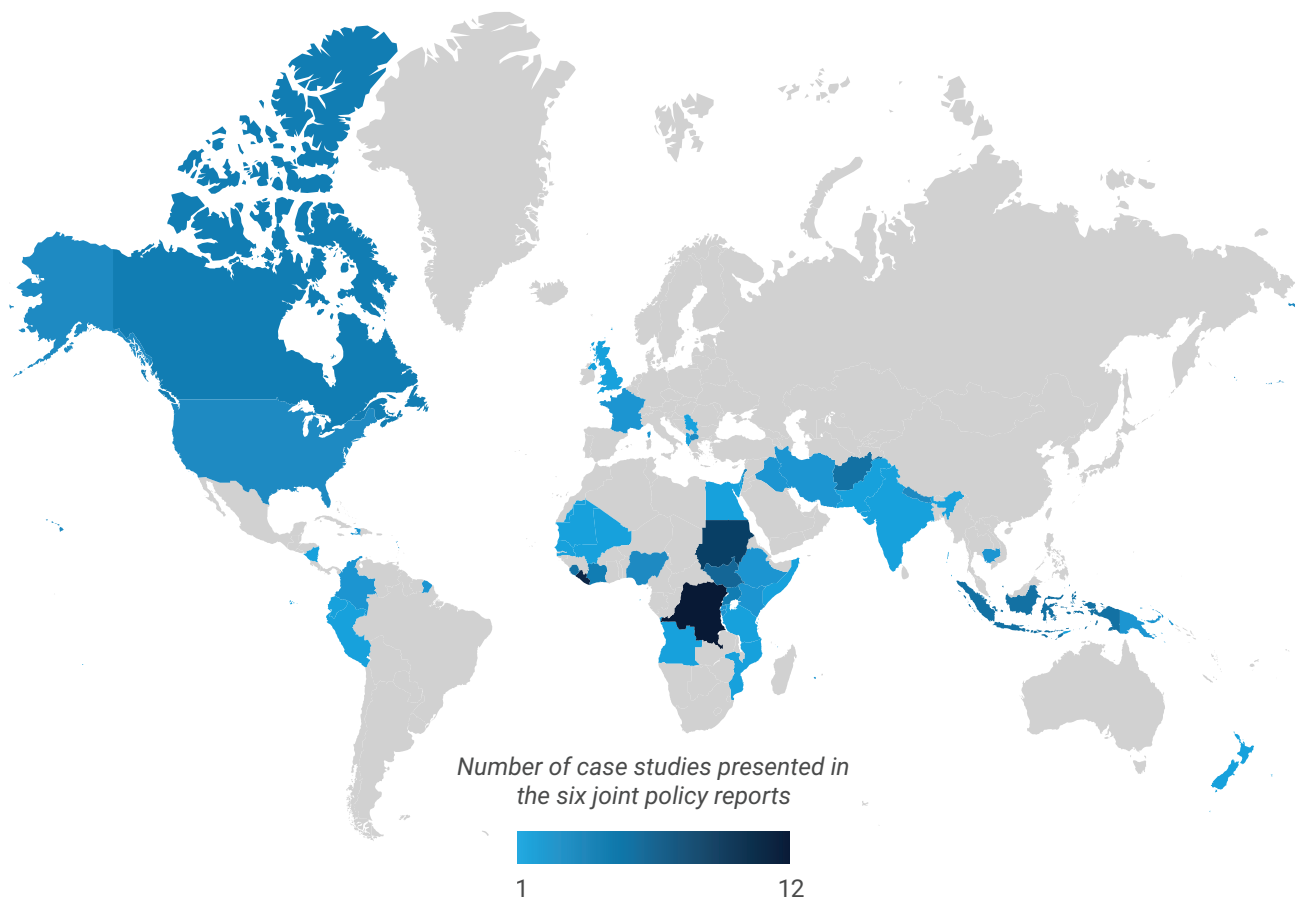 Number of case studies presented in
the six joint policy reports
1 12